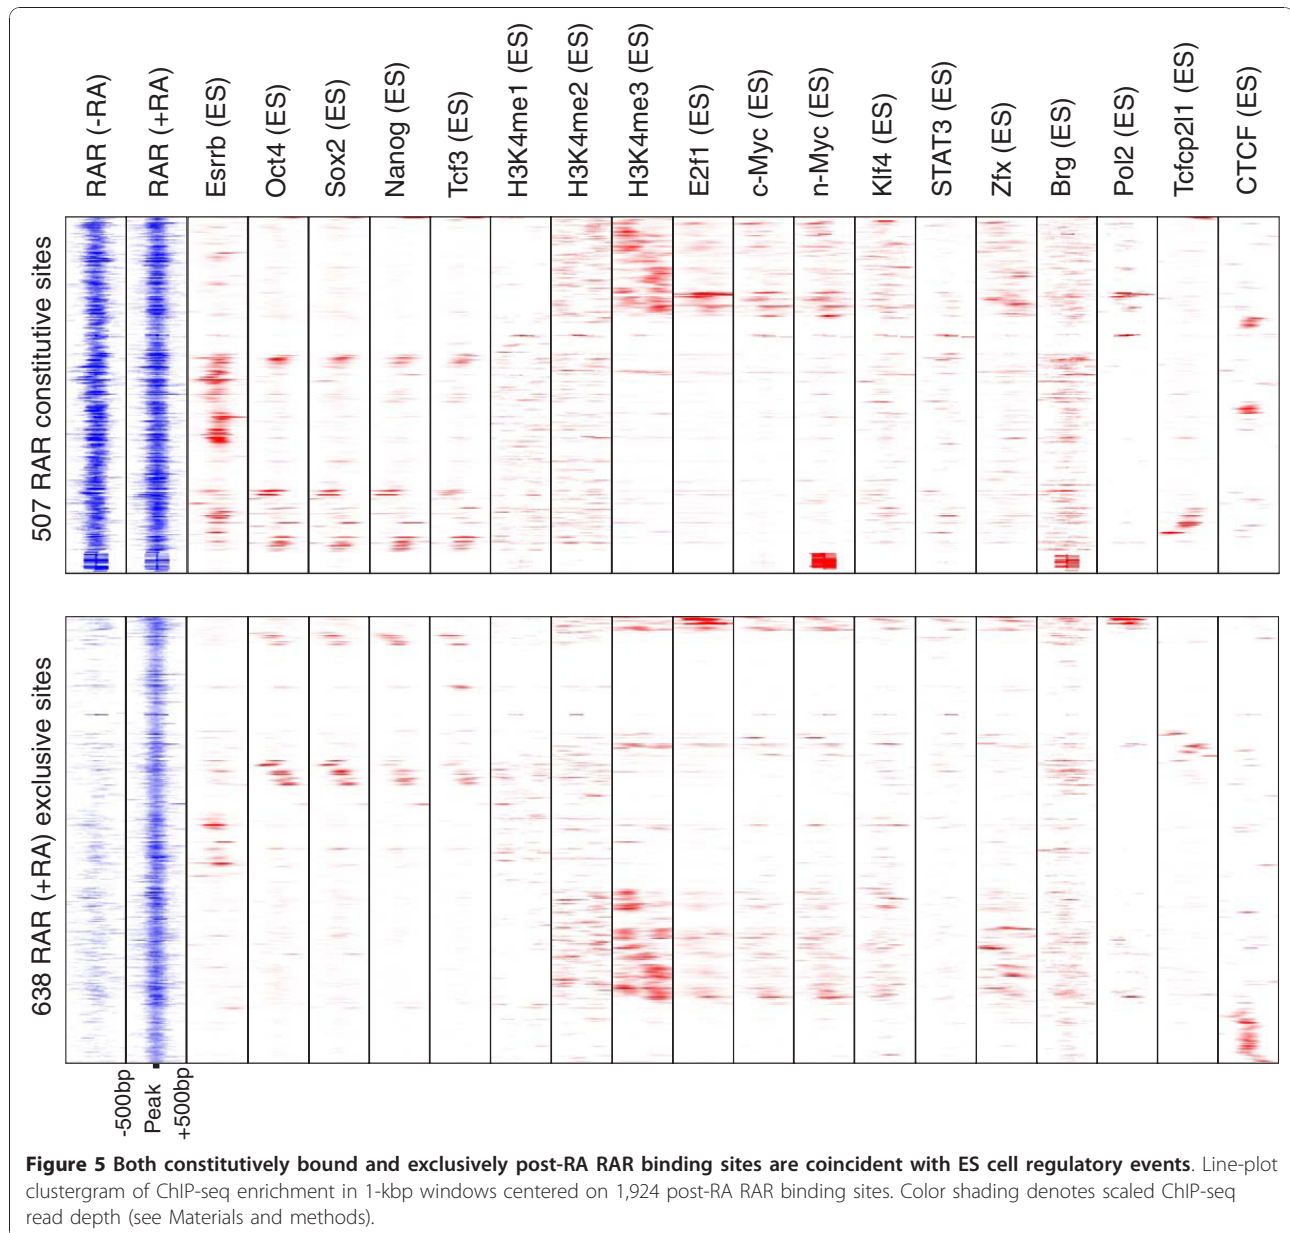 RAR (-RA)
RAR (+RA)
Esrrb (ES)
Oct4 (ES)
Sox2 (ES)
Nanog (ES)
Tcf3 (ES)
H3K4me1 (ES)
H3K4me2 (ES)
H3K4me3 (ES)
E2f1 (ES)
c-Myc (ES)
n-Myc (ES)
Klf4 (ES)
STAT3 (ES)
Zfx (ES)
Brg (ES)
Pol2 (ES)
Tcfcp2l1 (ES)
CTCF (ES)
507 RAR constitutive sites
638 RAR (+RA) exclusive sites
-500bp
Peak
+500bp
Figure 5 Both constitutively bound and exclusively post-RA RAR binding sites are coincident with ES cell regulatory events. Line-plot
clustergram of ChIP-seq enrichment in 1-kbp windows centered on 1,924 post-RA RAR binding sites. Color shading denotes scaled ChIP-seq
read depth (see Materials and methods).